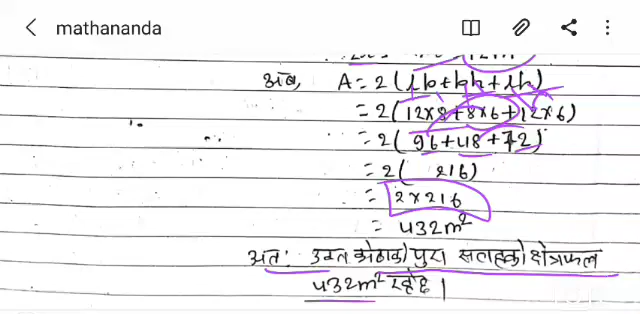 mathananda
अब, A = 2(lb+bh+lh)
= 2(12×8+8×6+12×6)
= 2(96+48+72)
= 2( 216)
= 2×216
= 432m²
अतः उक्त कोठाको पुरा सतहको क्षेत्रफल
432m² रहेछ।